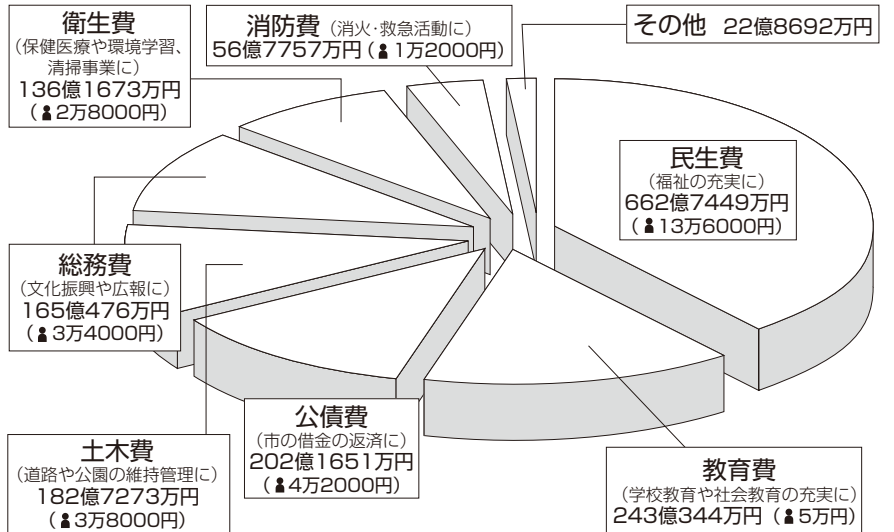 衛生費
(保健医療や環境学習、
清掃事業に)
136億1673万円
(2万8000円)
消防費 (消火・救急活動に)
56億7757万円 (1万2000円)
その他 22億8692万円
民生費
(福祉の充実に)
662億7449万円
(13万6000円)
総務費
(文化振興や広報に)
165億476万円
(3万4000円)
土木費
(道路や公園の維持管理に)
182億7273万円
(3万8000円)
公債費
(市の借金の返済に)
202億1651万円
(4万2000円)
教育費
(学校教育や社会教育の充実に)
243億344万円 (5万円)